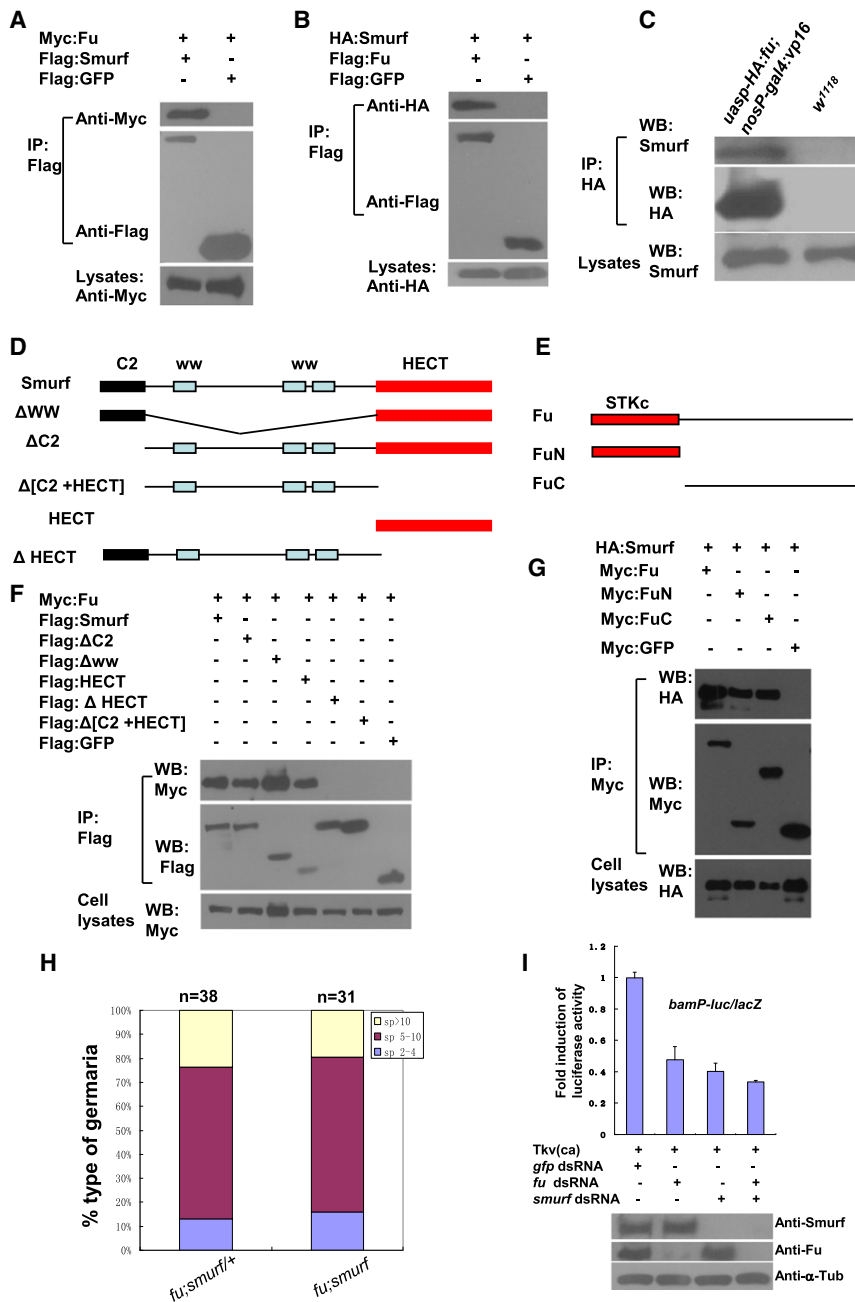 A
Myc:Fu + +
Flag:Smurf + -
Flag:GFP - +
IP: Flag
Anti-Myc
Anti-Flag
Lysates: Anti-Myc
B
HA:Smurf + +
Flag:Fu + -
Flag:GFP - +
IP: Flag
Anti-HA
Anti-Flag
Lysates: Anti-HA
C
uasp-HA:fu;
nosP-gal4:vp16
w1118
IP: HA
WB: Smurf
WB: HA
Lysates WB: Smurf
D
C2 ww ww HECT
Smurf
ΔWW
ΔC2
Δ[C2 +HECT]
HECT
Δ HECT
E
STKc
Fu
FuN
FuC
F
Myc:Fu + + + + + + +
Flag:Smurf + - - - - - -
Flag:ΔC2 - + - - - - -
Flag:Δww - - + - - - -
Flag:HECT - - - + - - -
Flag: Δ HECT - - - - + - -
Flag:Δ[C2 +HECT] - - - - - + -
Flag:GFP - - - - - - +
IP: Flag
WB: Myc
WB: Flag
Cell lysates WB: Myc
G
HA:Smurf + + + +
Myc:Fu + - - -
Myc:FuN - + - -
Myc:FuC - - + -
Myc:GFP - - - +
IP: Myc
WB: HA
WB: Myc
Cell lysates WB: HA
H
n=38 n=31
% type of germaria
100%
90%
80%
70%
60%
50%
40%
30%
20%
10%
0%
sp>10
sp 5-10
sp 2-4
fu;smurf/+
fu;smurf
I
Fold induction of
luciferase activity
1.2
1
0.8
0.6
0.4
0.2
0
bamP-luc/lacZ
Tkv(ca) + + + +
gfp dsRNA + - - -
fu dsRNA - + - +
smurf dsRNA - - + +
Anti-Smurf
Anti-Fu
Anti-α-Tub